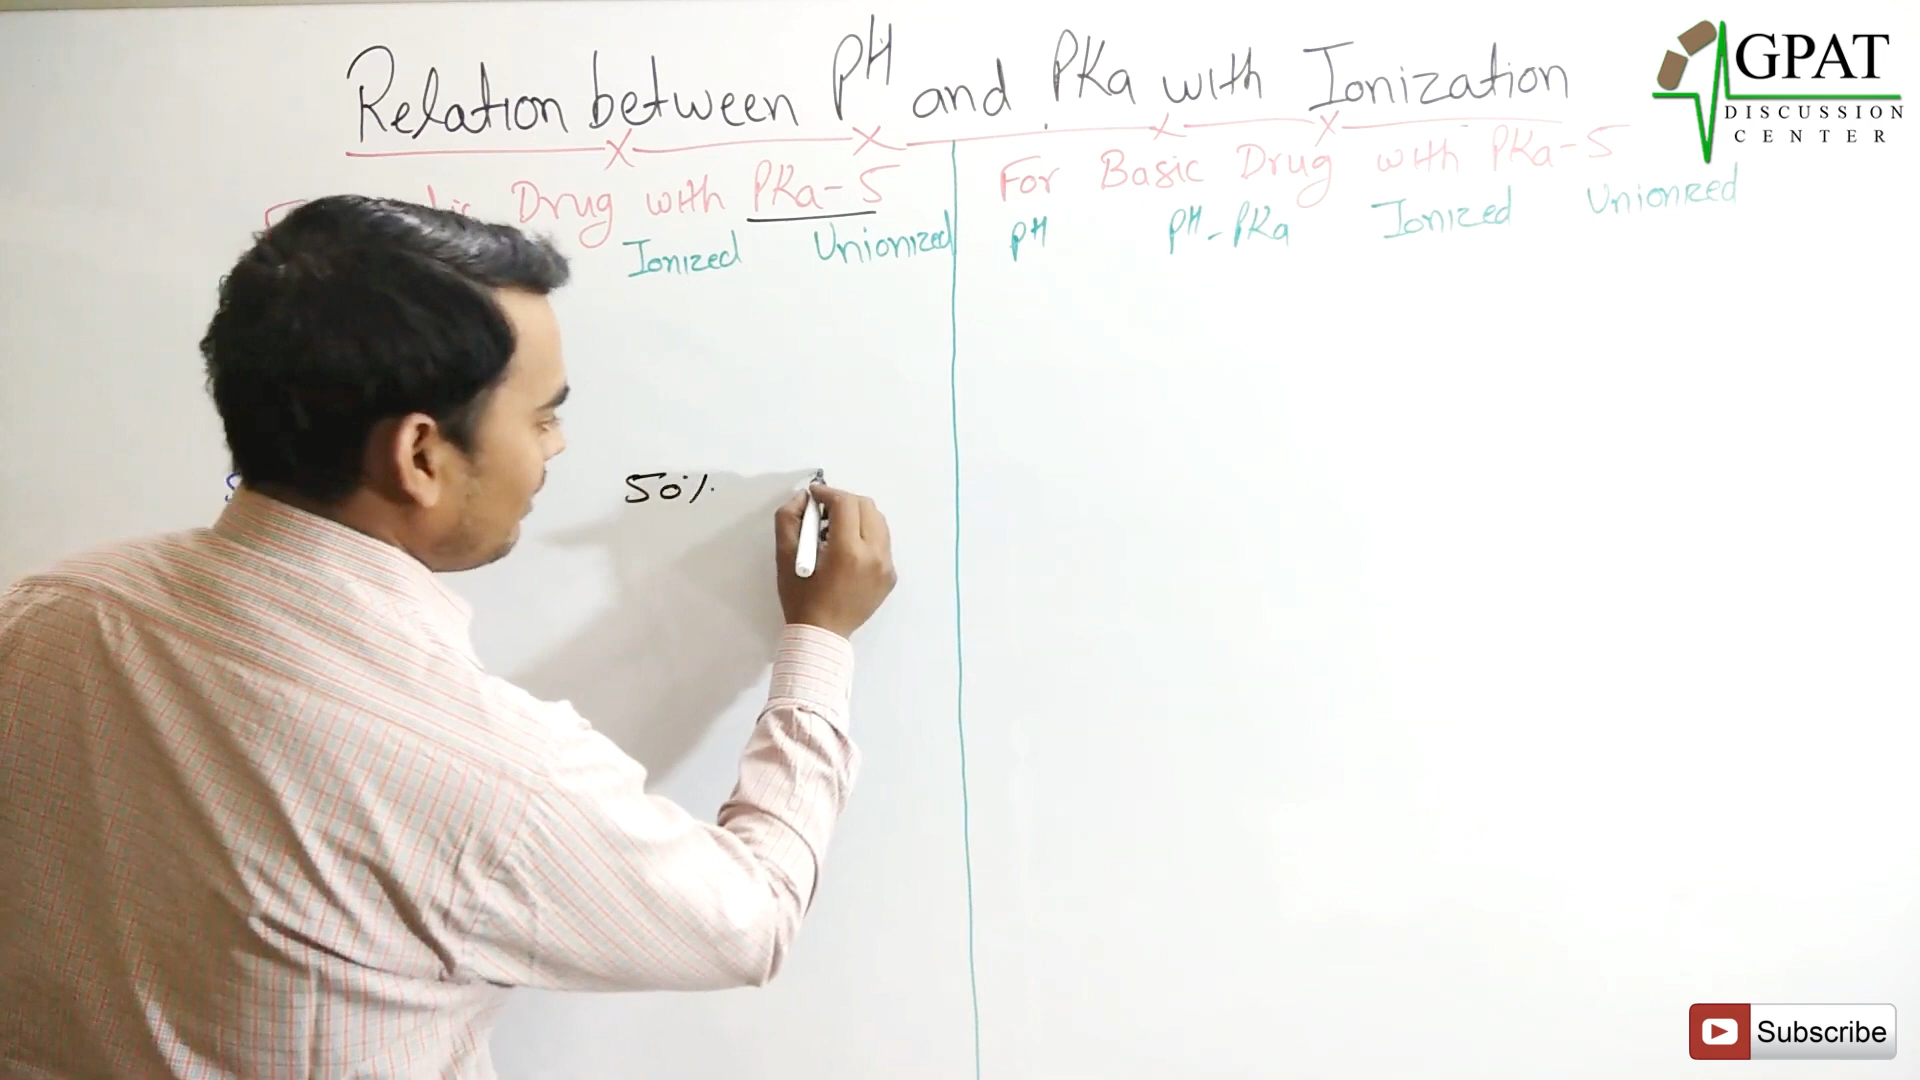 Relation between pH and PKa with Ionization
Drug with PKa-5
Ionized Unionized
50%
For Basic Drug with PKa-5
pH pH-PKa Ionized Unionized
GPAT
DISCUSSION
CENTER
Subscribe